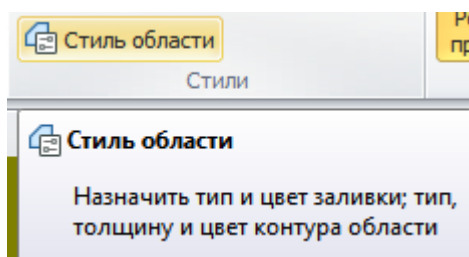 Стиль области
Стили
Стиль области
Назначить тип и цвет заливки; тип,
толщину и цвет контура области